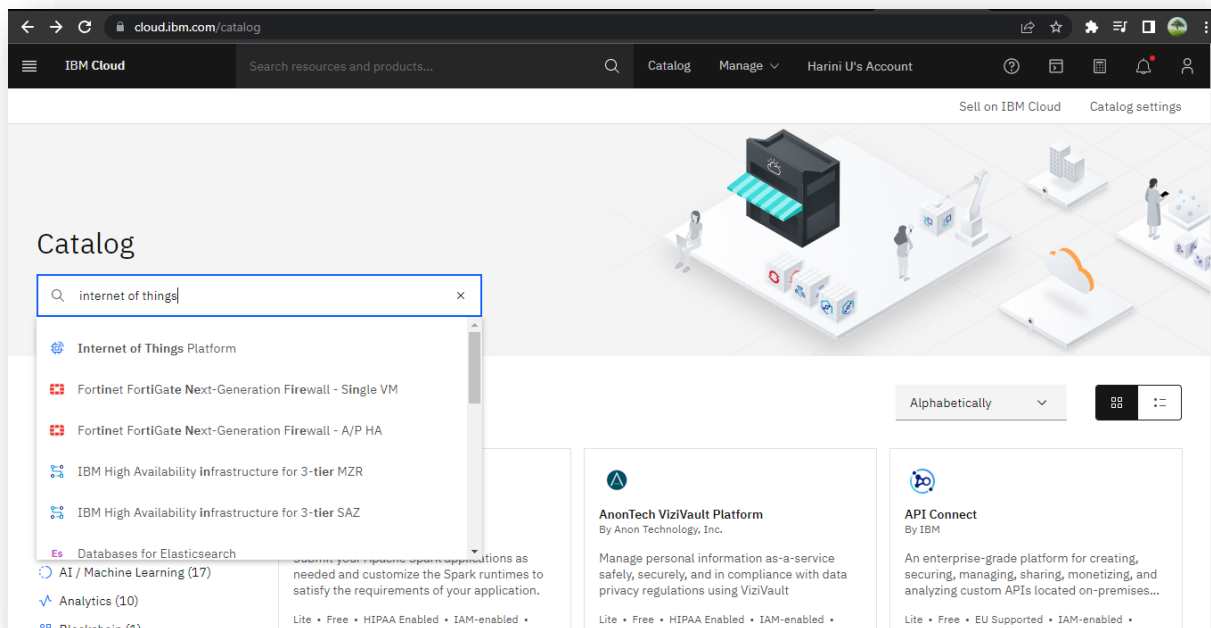 cloud.ibm.com/catalog
IBM Cloud
Search resources and products...
Catalog
Manage
Harini U's Account
Sell on IBM Cloud
Catalog settings
Catalog
internet of things
Internet of Things Platform
Fortinet FortiGate Next-Generation Firewall - Single VM
Fortinet FortiGate Next-Generation Firewall - A/P HA
IBM High Availability infrastructure for 3-tier MZR
IBM High Availability infrastructure for 3-tier SAZ
Es Databases for Elasticsearch
AI / Machine Learning (17)
Analytics (10)
Blockchain (1)
Alphabetically
Submit your Apache Spark applications as
needed and customize the Spark runtimes to
satisfy the requirements of your application.
Lite • Free • HIPAA Enabled • IAM-enabled •
AnonTech ViziVault Platform
By Anon Technology, Inc.
Manage personal information as-a-service
safely, securely, and in compliance with data
privacy regulations using ViziVault
Lite • Free • HIPAA Enabled • IAM-enabled •
API Connect
By IBM
An enterprise-grade platform for creating,
securing, managing, sharing, monetizing, and
analyzing custom APIs located on-premises...
Lite • Free • EU Supported • IAM-enabled •